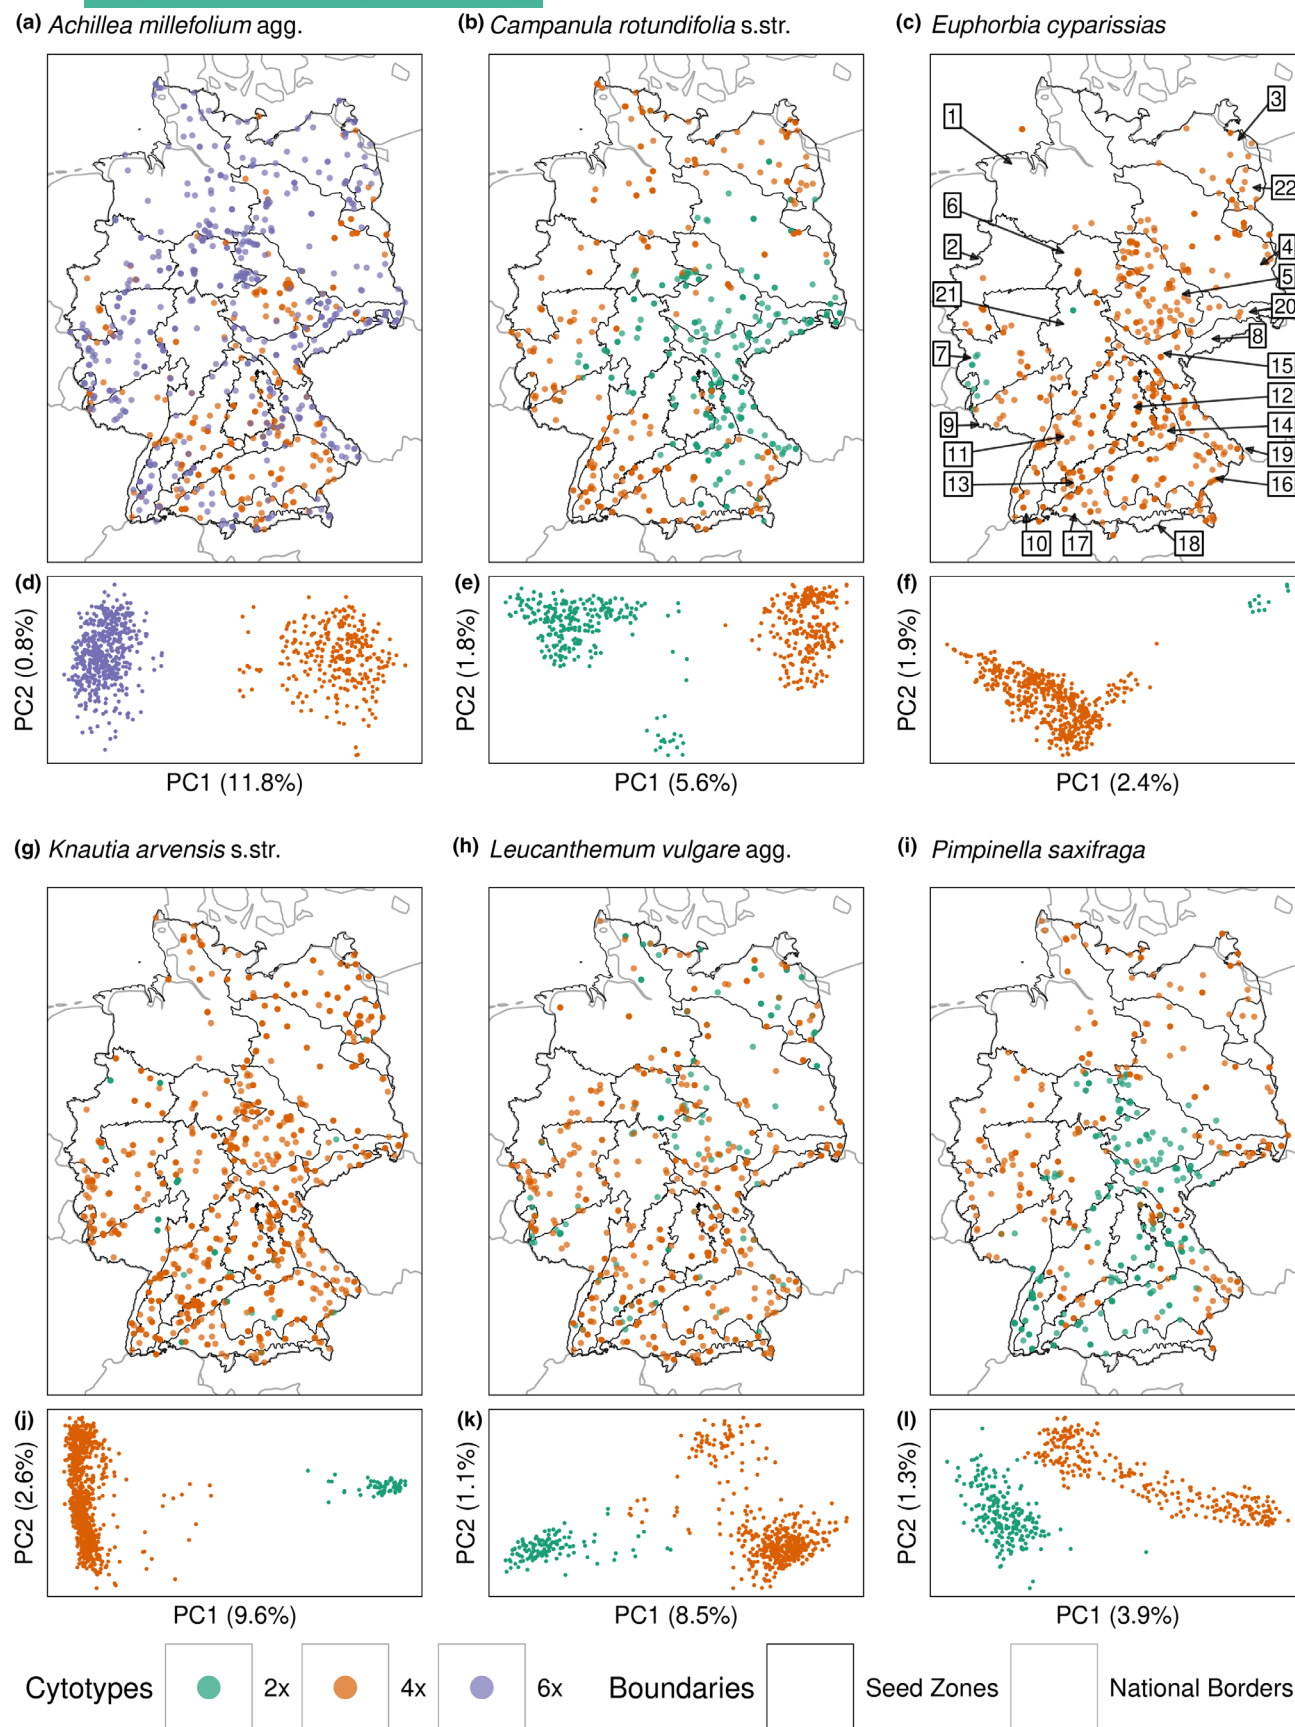 (a) Achillea millefolium agg.
(b) Campanula rotundifolia s.str.
(c) Euphorbia cyparissias
1
3
6
22
2
4
5
21
20
8
7
15
12
9
14
11
19
13
16
10
17
18
(d)
PC2 (0.8%)
PC1 (11.8%)
(e)
PC2 (1.8%)
PC1 (5.6%)
(f)
PC2 (1.9%)
PC1 (2.4%)
(g) Knautia arvensis s.str.
(h) Leucanthemum vulgare agg.
(i) Pimpinella saxifraga
(j)
PC2 (2.6%)
PC1 (9.6%)
(k)
PC2 (1.1%)
PC1 (8.5%)
(l)
PC2 (1.3%)
PC1 (3.9%)
Cytotypes 2x 4x 6x Boundaries Seed Zones National Borders